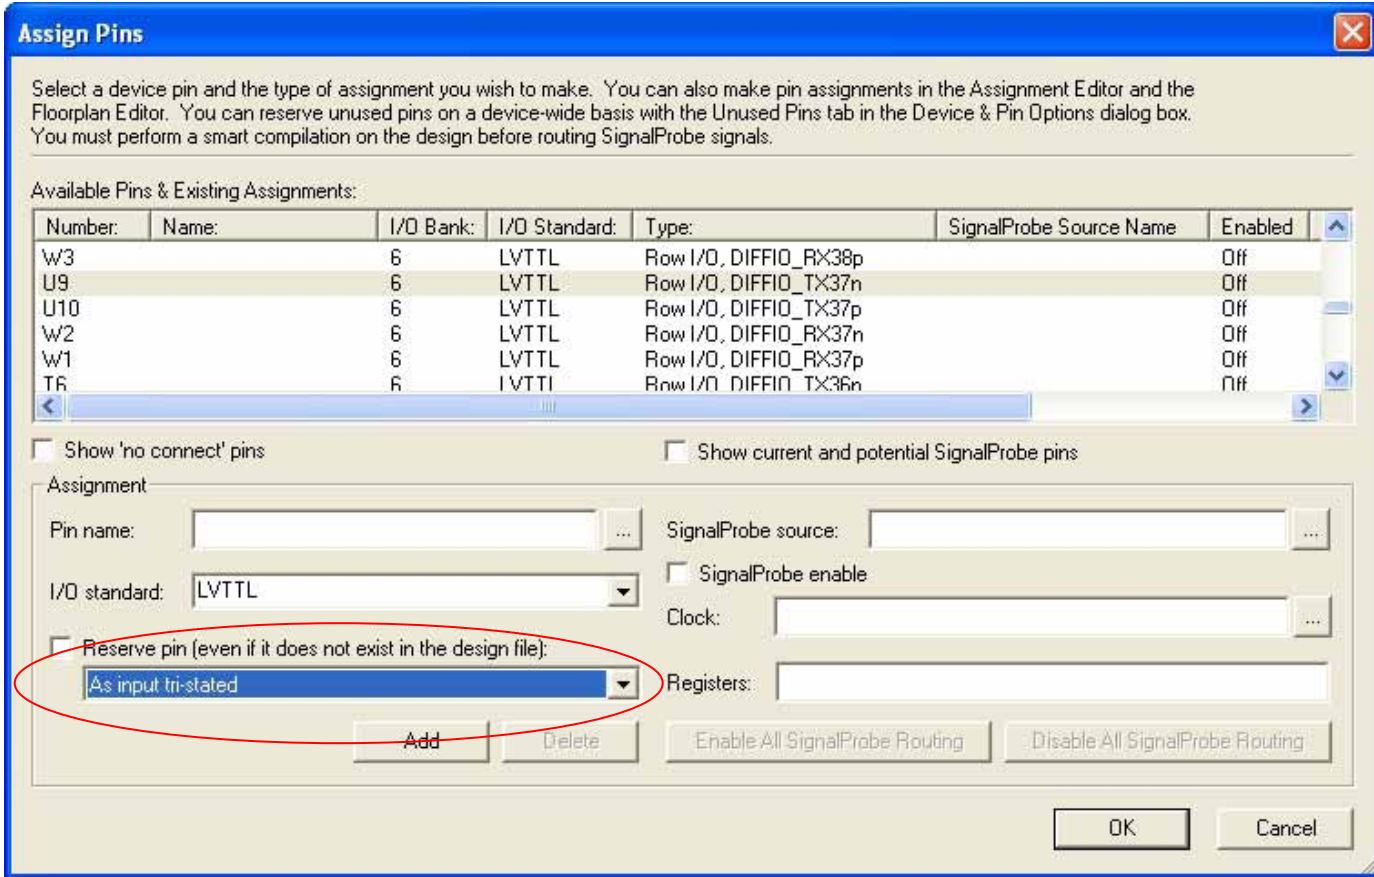 Assign Pins
Select a device pin and the type of assignment you wish to make. You can also make pin assignments in the Assignment Editor and the
Floorplan Editor. You can reserve unused pins on a device-wide basis with the Unused Pins tab in the Device & Pin Options dialog box.
You must perform a smart compilation on the design before routing SignalProbe signals.
Available Pins & Existing Assignments:
Number: Name: I/O Bank: I/O Standard: Type: SignalProbe Source Name Enabled
W3 6 LVTTL Row I/O, DIFFIO_RX38p Off
U9 6 LVTTL Row I/O, DIFFIO_TX37n Off
U10 6 LVTTL Row I/O, DIFFIO_TX37p Off
W2 6 LVTTL Row I/O, DIFFIO_RX37n Off
W1 6 LVTTL Row I/O, DIFFIO_RX37p Off
T6 6 LVTTL Row I/O, DIFFIO_TX36n Off
Show 'no connect' pins Show current and potential SignalProbe pins
Assignment
Pin name: ... SignalProbe source: ...
SignalProbe enable
I/O standard: LVTTL
Clock: ...
Reserve pin (even if it does not exist in the design file):
As input tri-stated Registers:
Add Delete Enable All SignalProbe Routing Disable All SignalProbe Routing
OK Cancel